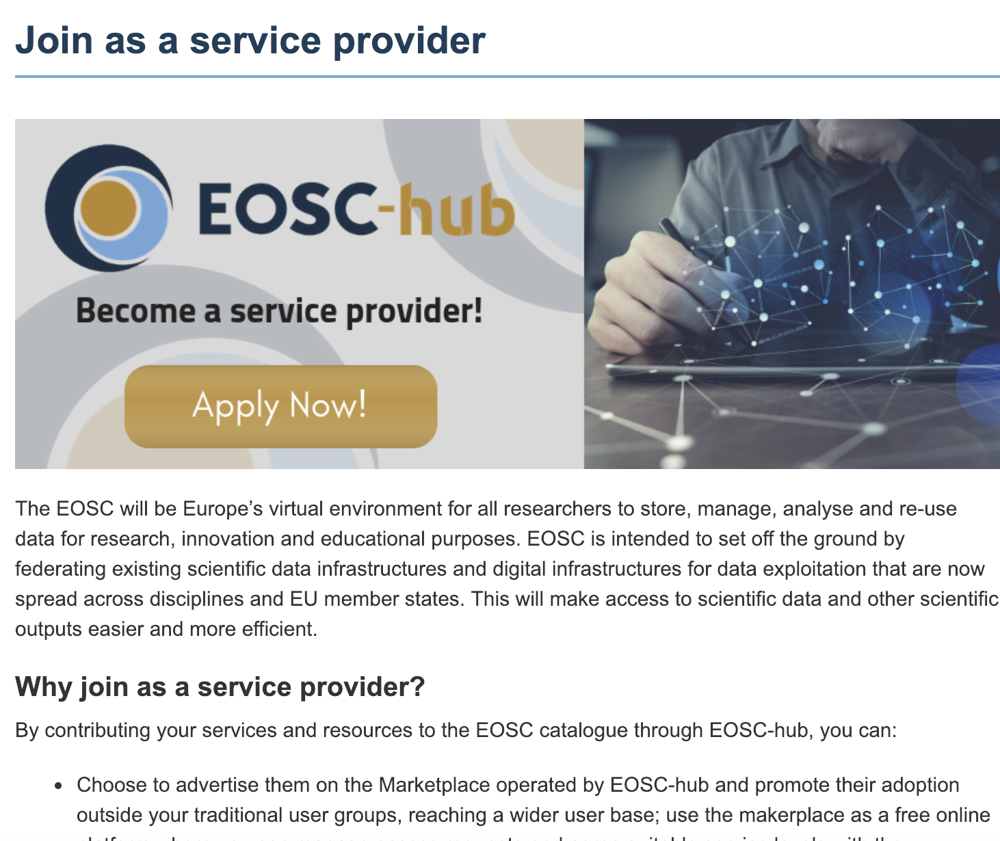 Join as a service provider
EOSC-hub
Become a service provider!
Apply Now!
The EOSC will be Europe’s virtual environment for all researchers to store, manage, analyse and re-use
data for research, innovation and educational purposes. EOSC is intended to set off the ground by
federating existing scientific data infrastructures and digital infrastructures for data exploitation that are now
spread across disciplines and EU member states. This will make access to scientific data and other scientific
outputs easier and more efficient.
Why join as a service provider?
By contributing your services and resources to the EOSC catalogue through EOSC-hub, you can:
• Choose to advertise them on the Marketplace operated by EOSC-hub and promote their adoption
outside your traditional user groups, reaching a wider user base; use the makerplace as a free online